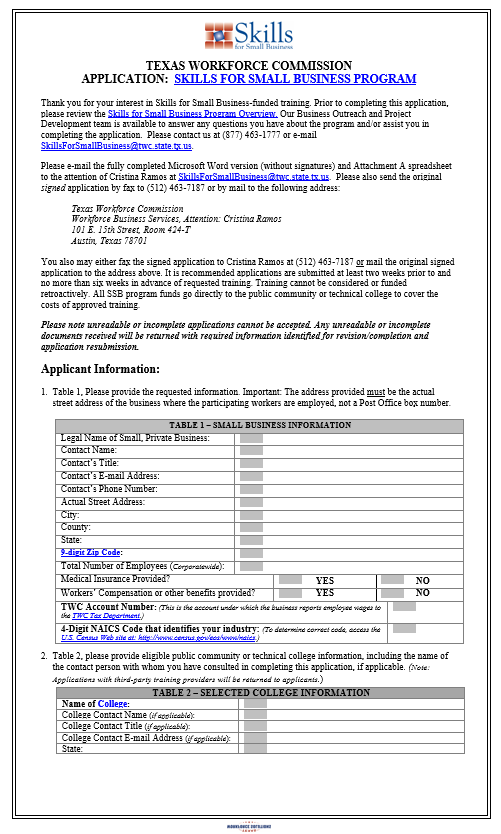 Skills
for Small Business
TEXAS WORKFORCE COMMISSION
APPLICATION: SKILLS FOR SMALL BUSINESS PROGRAM
Thank you for your interest in Skills for Small Business-funded training. Prior to completing this application,
please review the Skills for Small Business Program Overview. Our Business Outreach and Project
Development team is available to answer any questions you have about the program and/or assist you in
completing the application. Please contact us at (877) 463-1777 or e-mail
SkillsForSmallBusiness@twc.state.tx.us.
Please e-mail the fully completed Microsoft Word version (without signatures) and Attachment A spreadsheet
to the attention of Cristina Ramos at SkillsForSmallBusiness@twc.state.tx.us. Please also send the original
signed application by fax to (512) 463-7187 or by mail to the following address:
Texas Workforce Commission
Workforce Business Services, Attention: Cristina Ramos
101 E. 15th Street, Room 424-T
Austin, Texas 78701
You also may either fax the signed application to Cristina Ramos at (512) 463-7187 or mail the original signed
application to the address above. It is recommended applications are submitted at least two weeks prior to and
no more than six weeks in advance of requested training. Training cannot be considered or funded
retroactively. All SSB program funds go directly to the public community or technical college to cover the
costs of approved training.
Please note unreadable or incomplete applications cannot be accepted. Any unreadable or incomplete
documents received will be returned with required information identified for revision/completion and
application resubmission.
Applicant Information:
1. Table 1, Please provide the requested information. Important: The address provided must be the actual
street address of the business where the participating workers are employed, not a Post Office box number.
TABLE 1 – SMALL BUSINESS INFORMATION
Legal Name of Small, Private Business:
Contact Name:
Contact's Title:
Contact's E-mail Address:
Contact's Phone Number:
Actual Street Address:
City:
County:
State:
9-digit Zip Code:
Total Number of Employees (Corporatewide):
Medical Insurance Provided? YES NO
Workers' Compensation or other benefits provided? YES NO
TWC Account Number: (This is the account under which the business reports employee wages to
the TWC Tax Department.)
4-Digit NAICS Code that identifies your industry: (To determine correct code, access the
U.S. Census Web site at: http://www.census.gov/eos/www/naics.)
2. Table 2, please provide eligible public community or technical college information, including the name of
the contact person with whom you have consulted in completing this application, if applicable. (Note:
Applications with third-party training providers will be returned to applicants.)
TABLE 2 – SELECTED COLLEGE INFORMATION
Name of College:
College Contact Name (if applicable):
College Contact Title (if applicable):
College Contact E-mail Address (if applicable):
State:
WORKFORCE SOLUTIONS